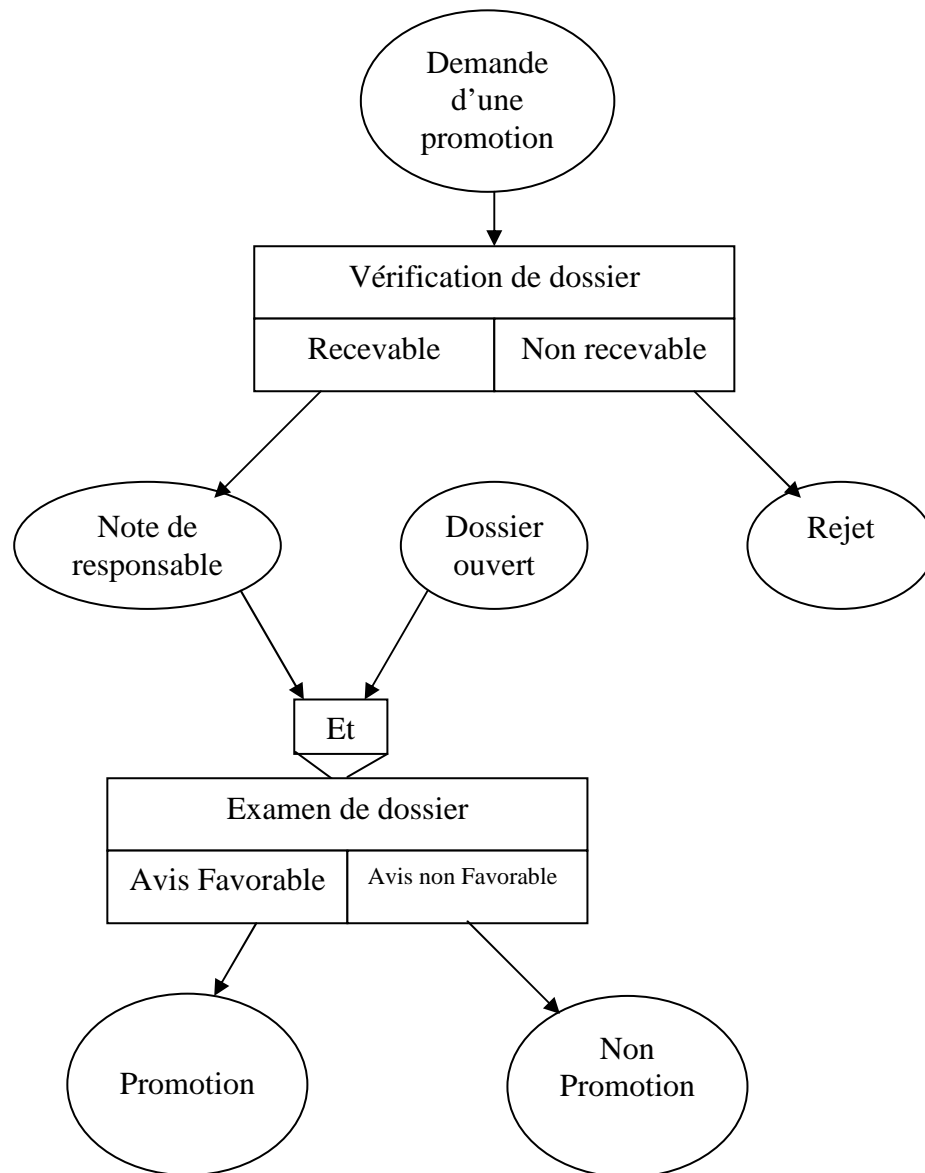 Demande
d’une
promotion
Vérification de dossier
Recevable
Non recevable
Note de
responsable
Dossier
ouvert
Rejet
Et
Examen de dossier
Avis Favorable
Avis non Favorable
Promotion
Non
Promotion